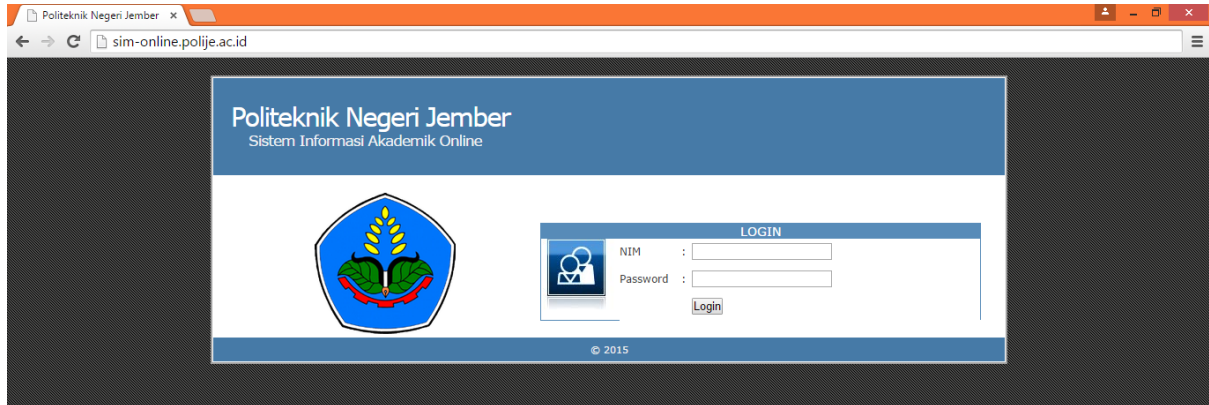 Politeknik Negeri Jember
sim-online.polije.ac.id
Politeknik Negeri Jember
Sistem Informasi Akademik Online
LOGIN
NIM :
Password :
Login
© 2015